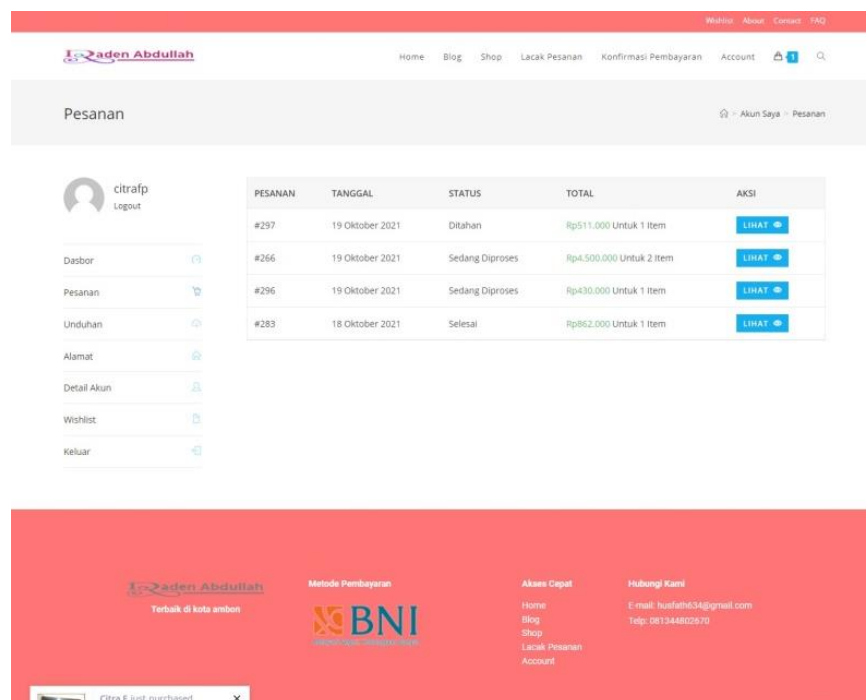 Wishlist About Contact FAQ
Raden Abdullah
Home Blog Shop Lacak Pesanan Konfirmasi Pembayaran Account 1
Pesanan
Akun Saya Pesanan
citrafp
Logout
Dasbor
Pesanan
Unduhan
Alamat
Detail Akun
Wishlist
Keluar
PESANAN TANGGAL STATUS TOTAL AKSI
#297 19 Oktober 2021 Ditahan Rp511.000 Untuk 1 Item LIHAT
#266 19 Oktober 2021 Sedang Diproses Rp4.500.000 Untuk 2 Item LIHAT
#296 19 Oktober 2021 Sedang Diproses Rp430.000 Untuk 1 Item LIHAT
#283 18 Oktober 2021 Selesai Rp862.000 Untuk 1 Item LIHAT
Raden Abdullah
Terbaik di kota ambon
Metode Pembayaran
BNI
Akses Cepat
Home
Blog
Shop
Lacak Pesanan
Account
Hubungi Kami
E-mail: husfath634@gmail.com
Telp: 081344802670
just purchased